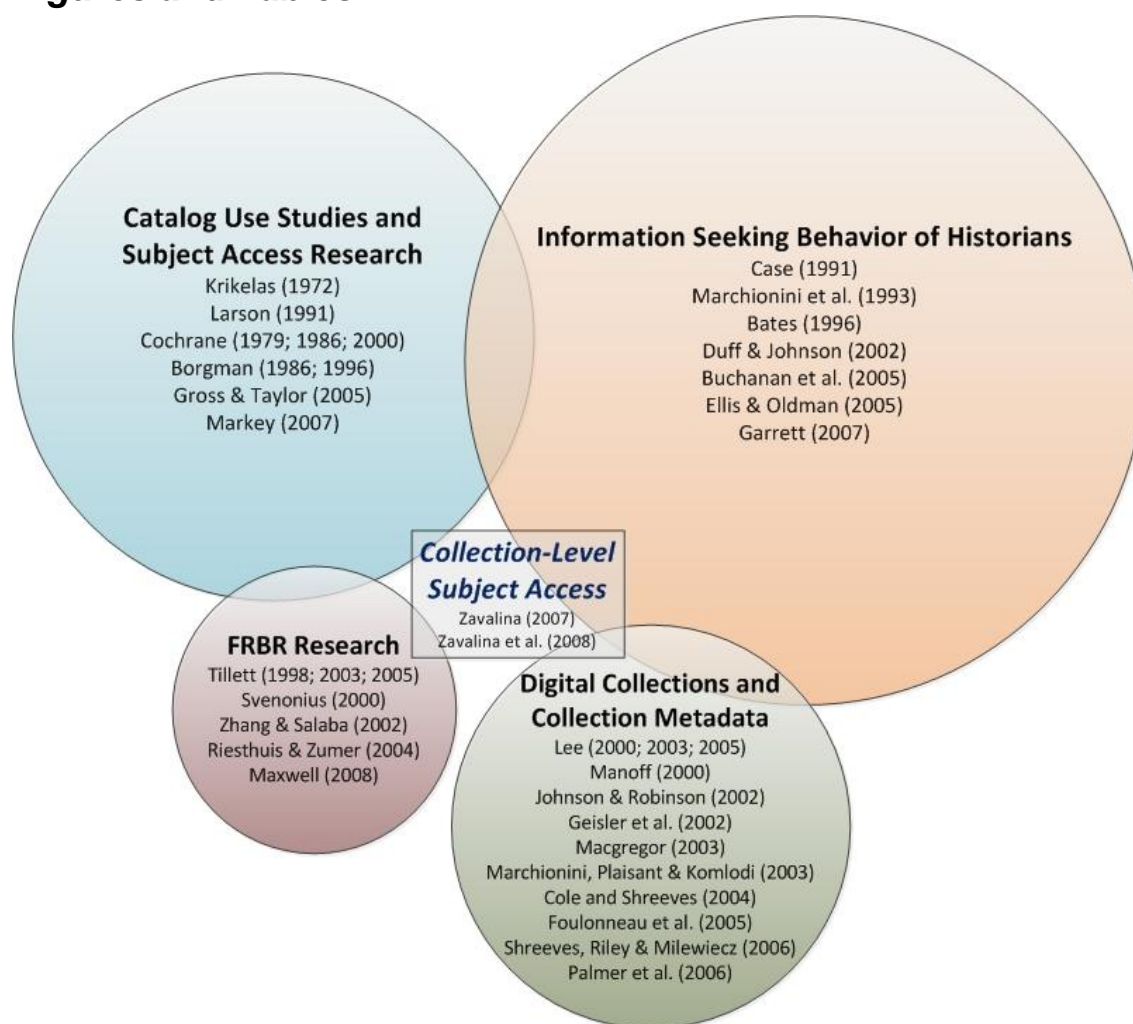 Catalog Use Studies and
Subject Access Research
Krikelas (1972)
Larson (1991)
Cochrane (1979; 1986; 2000)
Borgman (1986; 1996)
Gross & Taylor (2005)
Markey (2007)
Information Seeking Behavior of Historians
Case (1991)
Marchionini et al. (1993)
Bates (1996)
Duff & Johnson (2002)
Buchanan et al. (2005)
Ellis & Oldman (2005)
Garrett (2007)
Collection-Level
Subject Access
Zavalina (2007)
Zavalina et al. (2008)
FRBR Research
Tillett (1998; 2003; 2005)
Svenonius (2000)
Zhang & Salaba (2002)
Riesthuis & Zumer (2004)
Maxwell (2008)
Digital Collections and
Collection Metadata
Lee (2000; 2003; 2005)
Manoff (2000)
Johnson & Robinson (2002)
Geisler et al. (2002)
Macgregor (2003)
Marchionini, Plaisant & Komlodi (2003)
Cole and Shreeves (2004)
Foulonneau et al. (2005)
Shreeves, Riley & Milewiecz (2006)
Palmer et al. (2006)